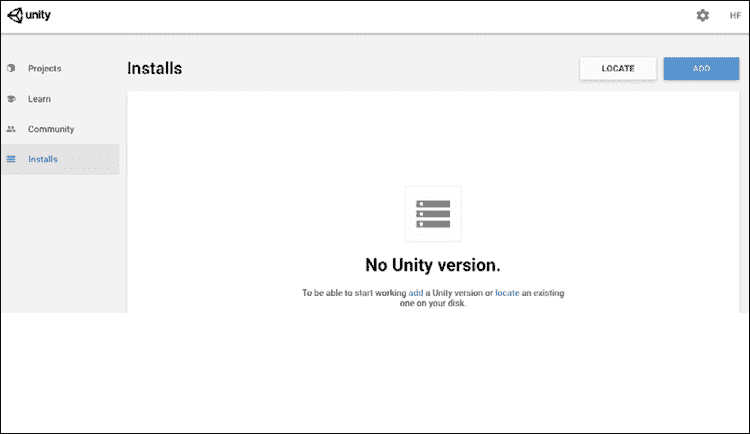 unity
HF
Projects
Learn
Community
Installs
Installs
LOCATE
ADD
No Unity version.
To be able to start working add a Unity version or locate an existing
one on your disk.